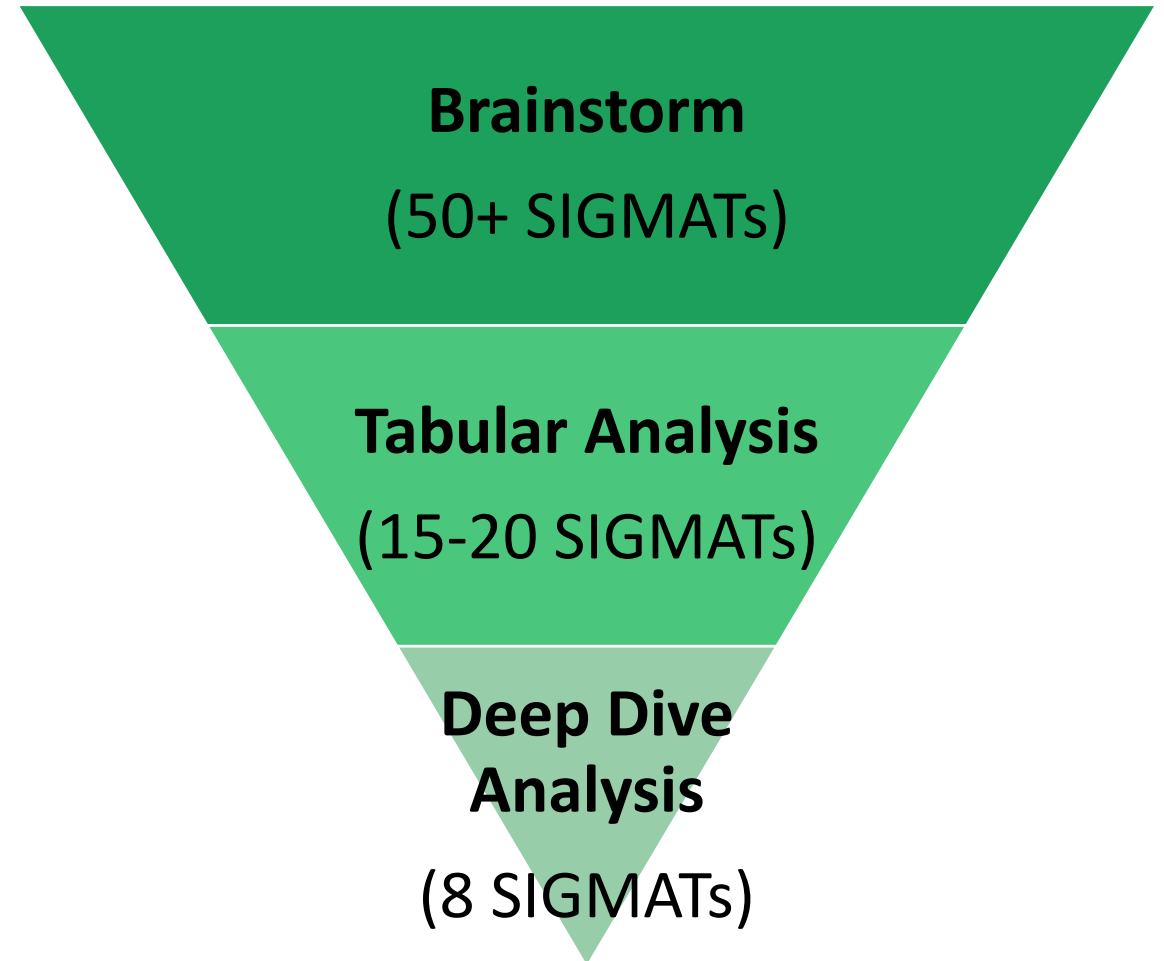 Brainstorm
(50+ SIGMATs)
Tabular Analysis
(15-20 SIGMATs)
Deep Dive
Analysis
(8 SIGMATs)